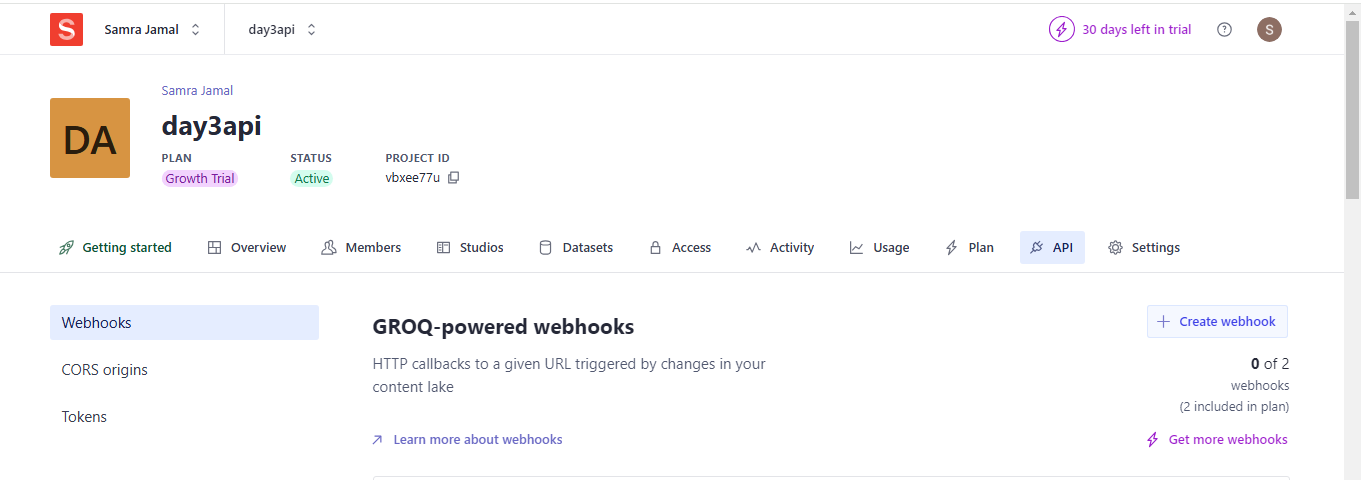 S Samra Jamal day3api 30 days left in trial S
Samra Jamal
DA
day3api
PLAN STATUS PROJECT ID
Growth Trial Active vbxee77u
Getting started Overview Members Studios Datasets Access Activity Usage Plan API Settings
Webhooks
CORS origins
Tokens
GROQ-powered webhooks
HTTP callbacks to a given URL triggered by changes in your
content lake
Learn more about webhooks
Create webhook
0 of 2
webhooks
(2 included in plan)
Get more webhooks